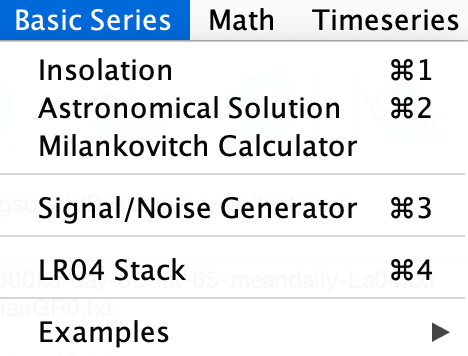 Basic Series Math Timeseries
Insolation ⌘1
Astronomical Solution ⌘2
Milankovitch Calculator
Signal/Noise Generator ⌘3
LR04 Stack ⌘4
Examples